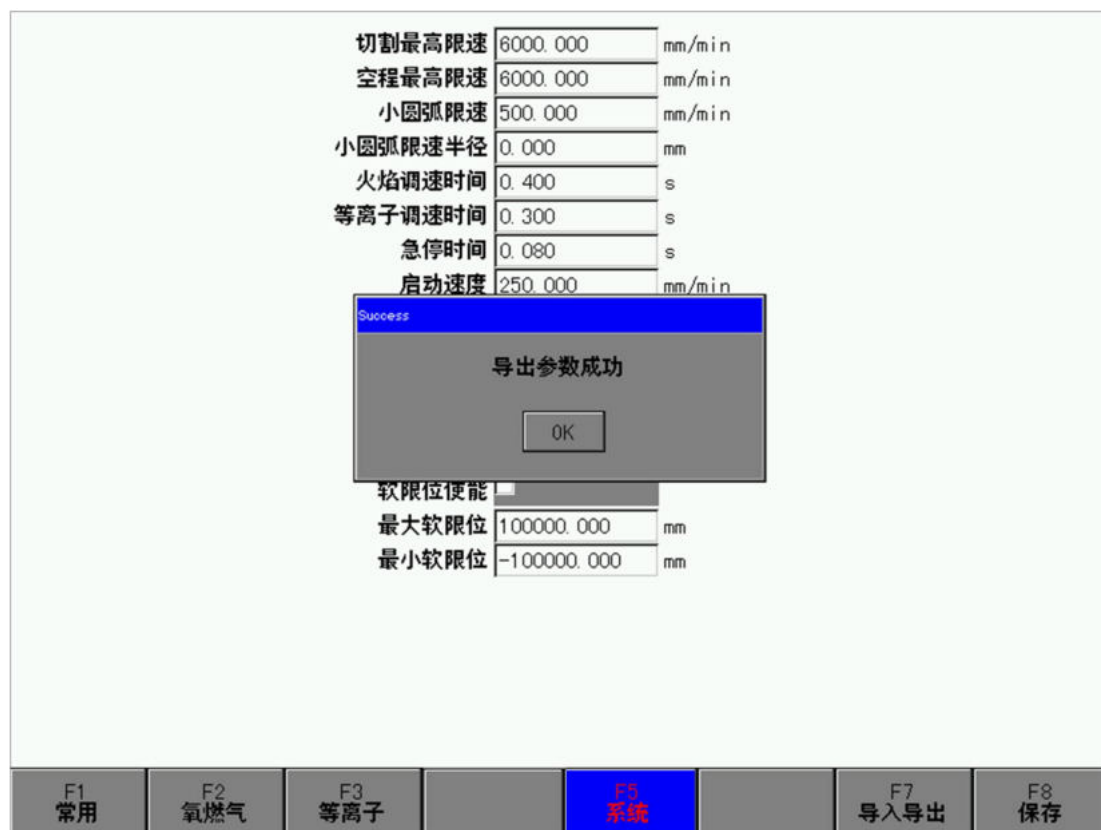 切割最高限速 6000.000 mm/min
空程最高限速 6000.000 mm/min
小圆弧限速 500.000 mm/min
小圆弧限速半径 0.000 mm
火焰调速时间 0.400 s
等离子调速时间 0.300 s
急停时间 0.080 s
启动速度 250.000 mm/min
Success
导出参数成功
OK
软限位使能
最大软限位 100000.000 mm
最小软限位 -100000.000 mm
F1 F2 F3 F5 F7 F8
常用 氧燃气 等离子 系统 导入导出 保存